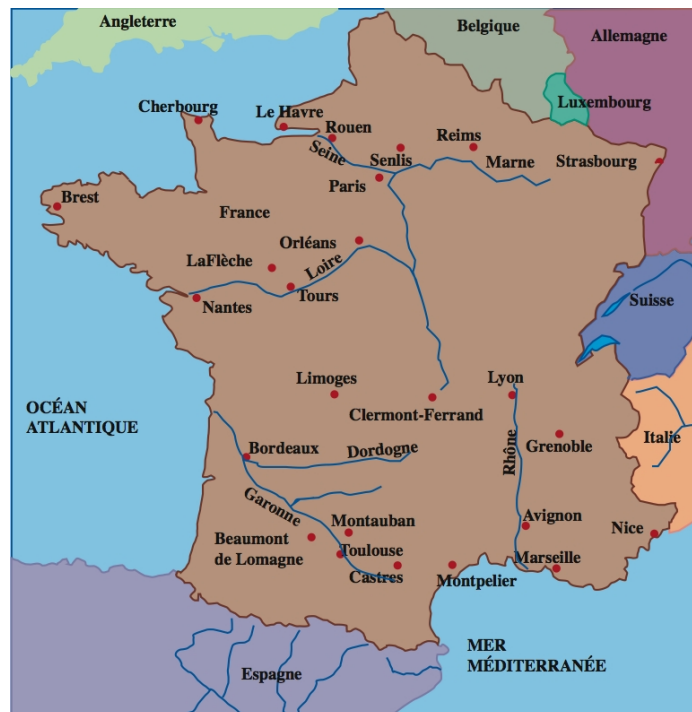 Angleterre
Belgique
Allemagne
Luxembourg
Cherbourg
Le Havre
Rouen
Seine
Senlis
Reims
Marne
Strasbourg
Paris
Brest
France
Orléans
LaFlèche
Loire
Tours
Nantes
Suisse
Limoges
Lyon
Clermont-Ferrand
OCÉAN
ATLANTIQUE
Bordeaux
Dordogne
Rhône
Grenoble
Italie
Garonne
Montauban
Avignon
Nice
Beaumont
de Lomagne
Toulouse
Castres
Marseille
Montpelier
MER
MÉDITERRANÉE
Espagne